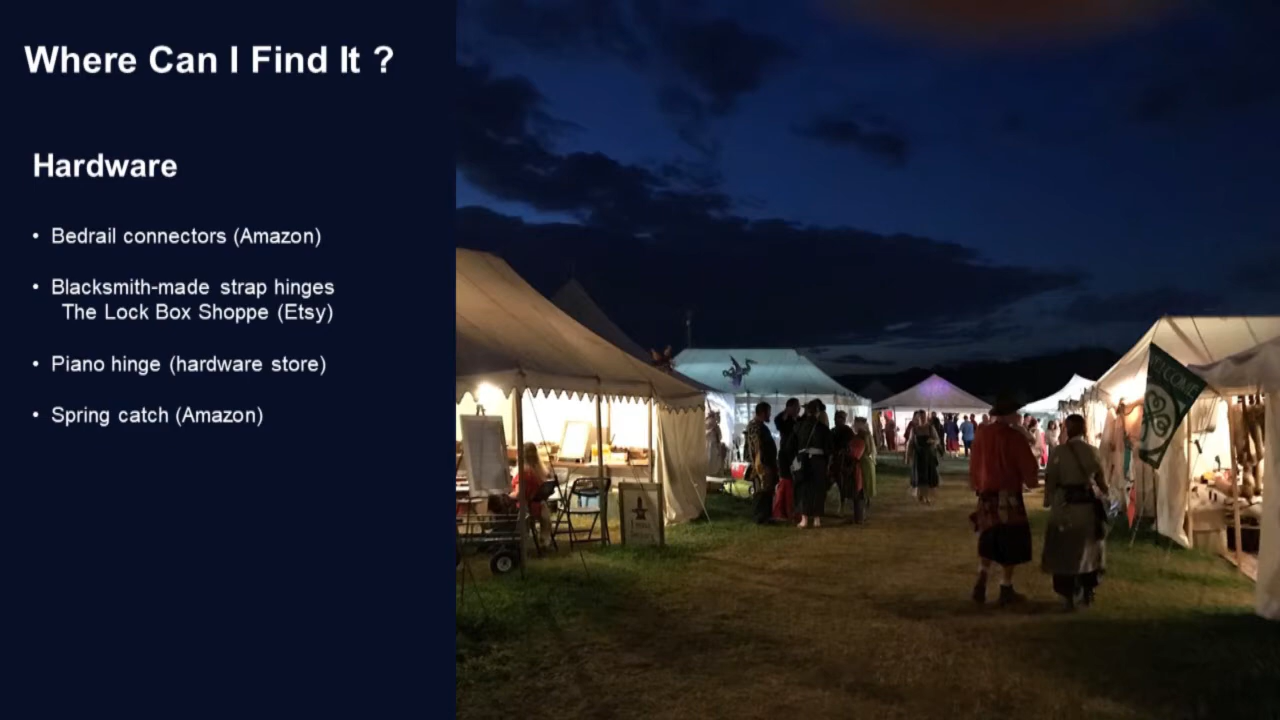 Where Can I Find It ?
Hardware
• Bedrail connectors (Amazon)
• Blacksmith-made strap hinges
The Lock Box Shoppe (Etsy)
• Piano hinge (hardware store)
• Spring catch (Amazon)